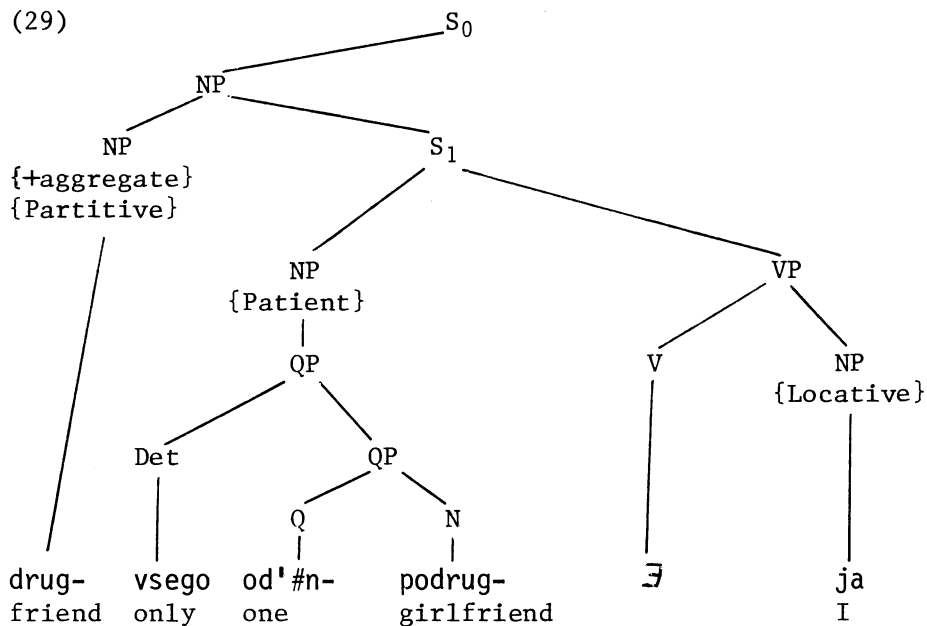 (29)
S0
NP
NP S1
{+aggregate}
{Partitive}
NP VP
{Patient}
QP V NP
{Locative}
Det QP
Q N
drug- vsego od'#n- podrug- ∃ ja
friend only one girlfriend I